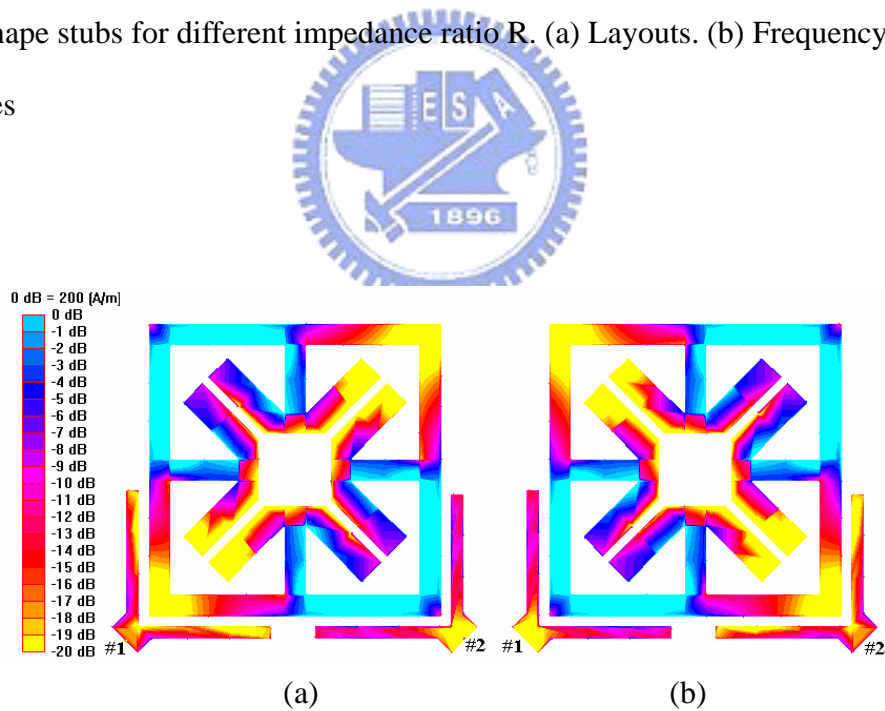 hape stubs for different impedance ratio R. (a) Layouts. (b) Frequency
es
E S A
1896
0 dB = 200 (A/m)
0 dB
-1 dB
-2 dB
-3 dB
-4 dB
-5 dB
-6 dB
-7 dB
-9 dB
-10 dB
-11 dB
-12 dB
-13 dB
-14 dB
-15 dB
-16 dB
-17 dB
-18 dB
-19 dB
-20 dB
#1
#2
#1
#2
(a)
(b)